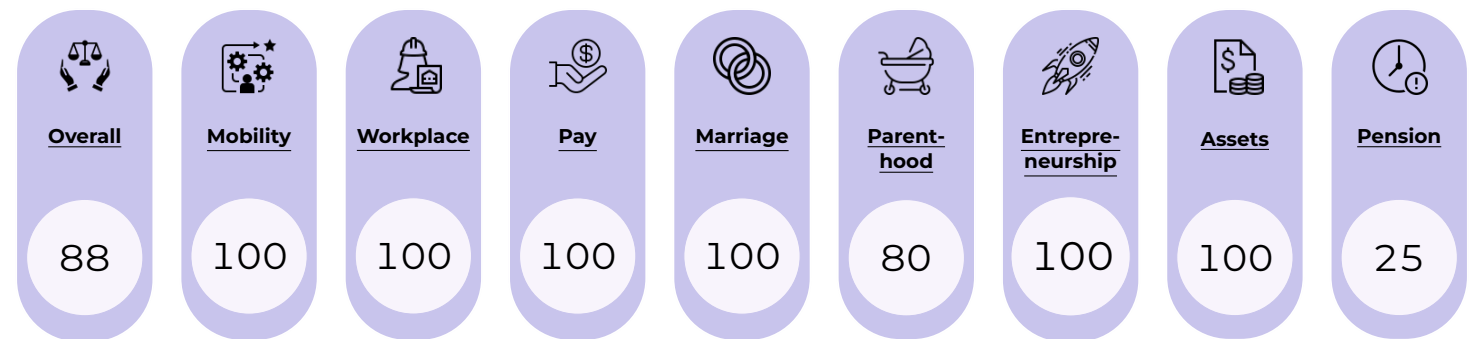 Overall
88
Mobility
100
Workplace
100
Pay
100
Marriage
100
Parent-
hood
80
Entrepre-
neurship
100
Assets
100
Pension
25